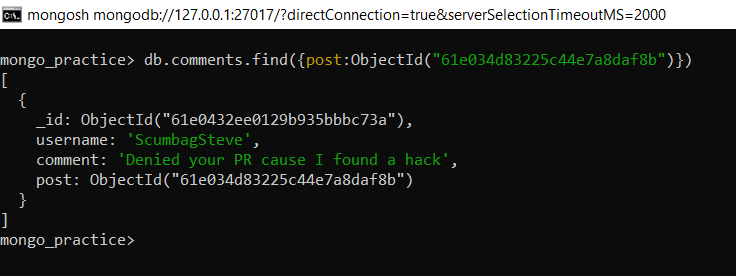 C:\.
mongosh mongodb://127.0.0.1:27017/?directConnection=true&serverSelectionTimeoutMS=2000
mongo_practice> db.comments.find({post:ObjectId("61e034d83225c44e7a8daf8b")})
[
  {
    _id: ObjectId("61e0432ee0129b935bbbc73a"),
    username: 'ScumbagSteve',
    comment: 'Denied your PR cause I found a hack',
    post: ObjectId("61e034d83225c44e7a8daf8b")
  }
]
mongo_practice>